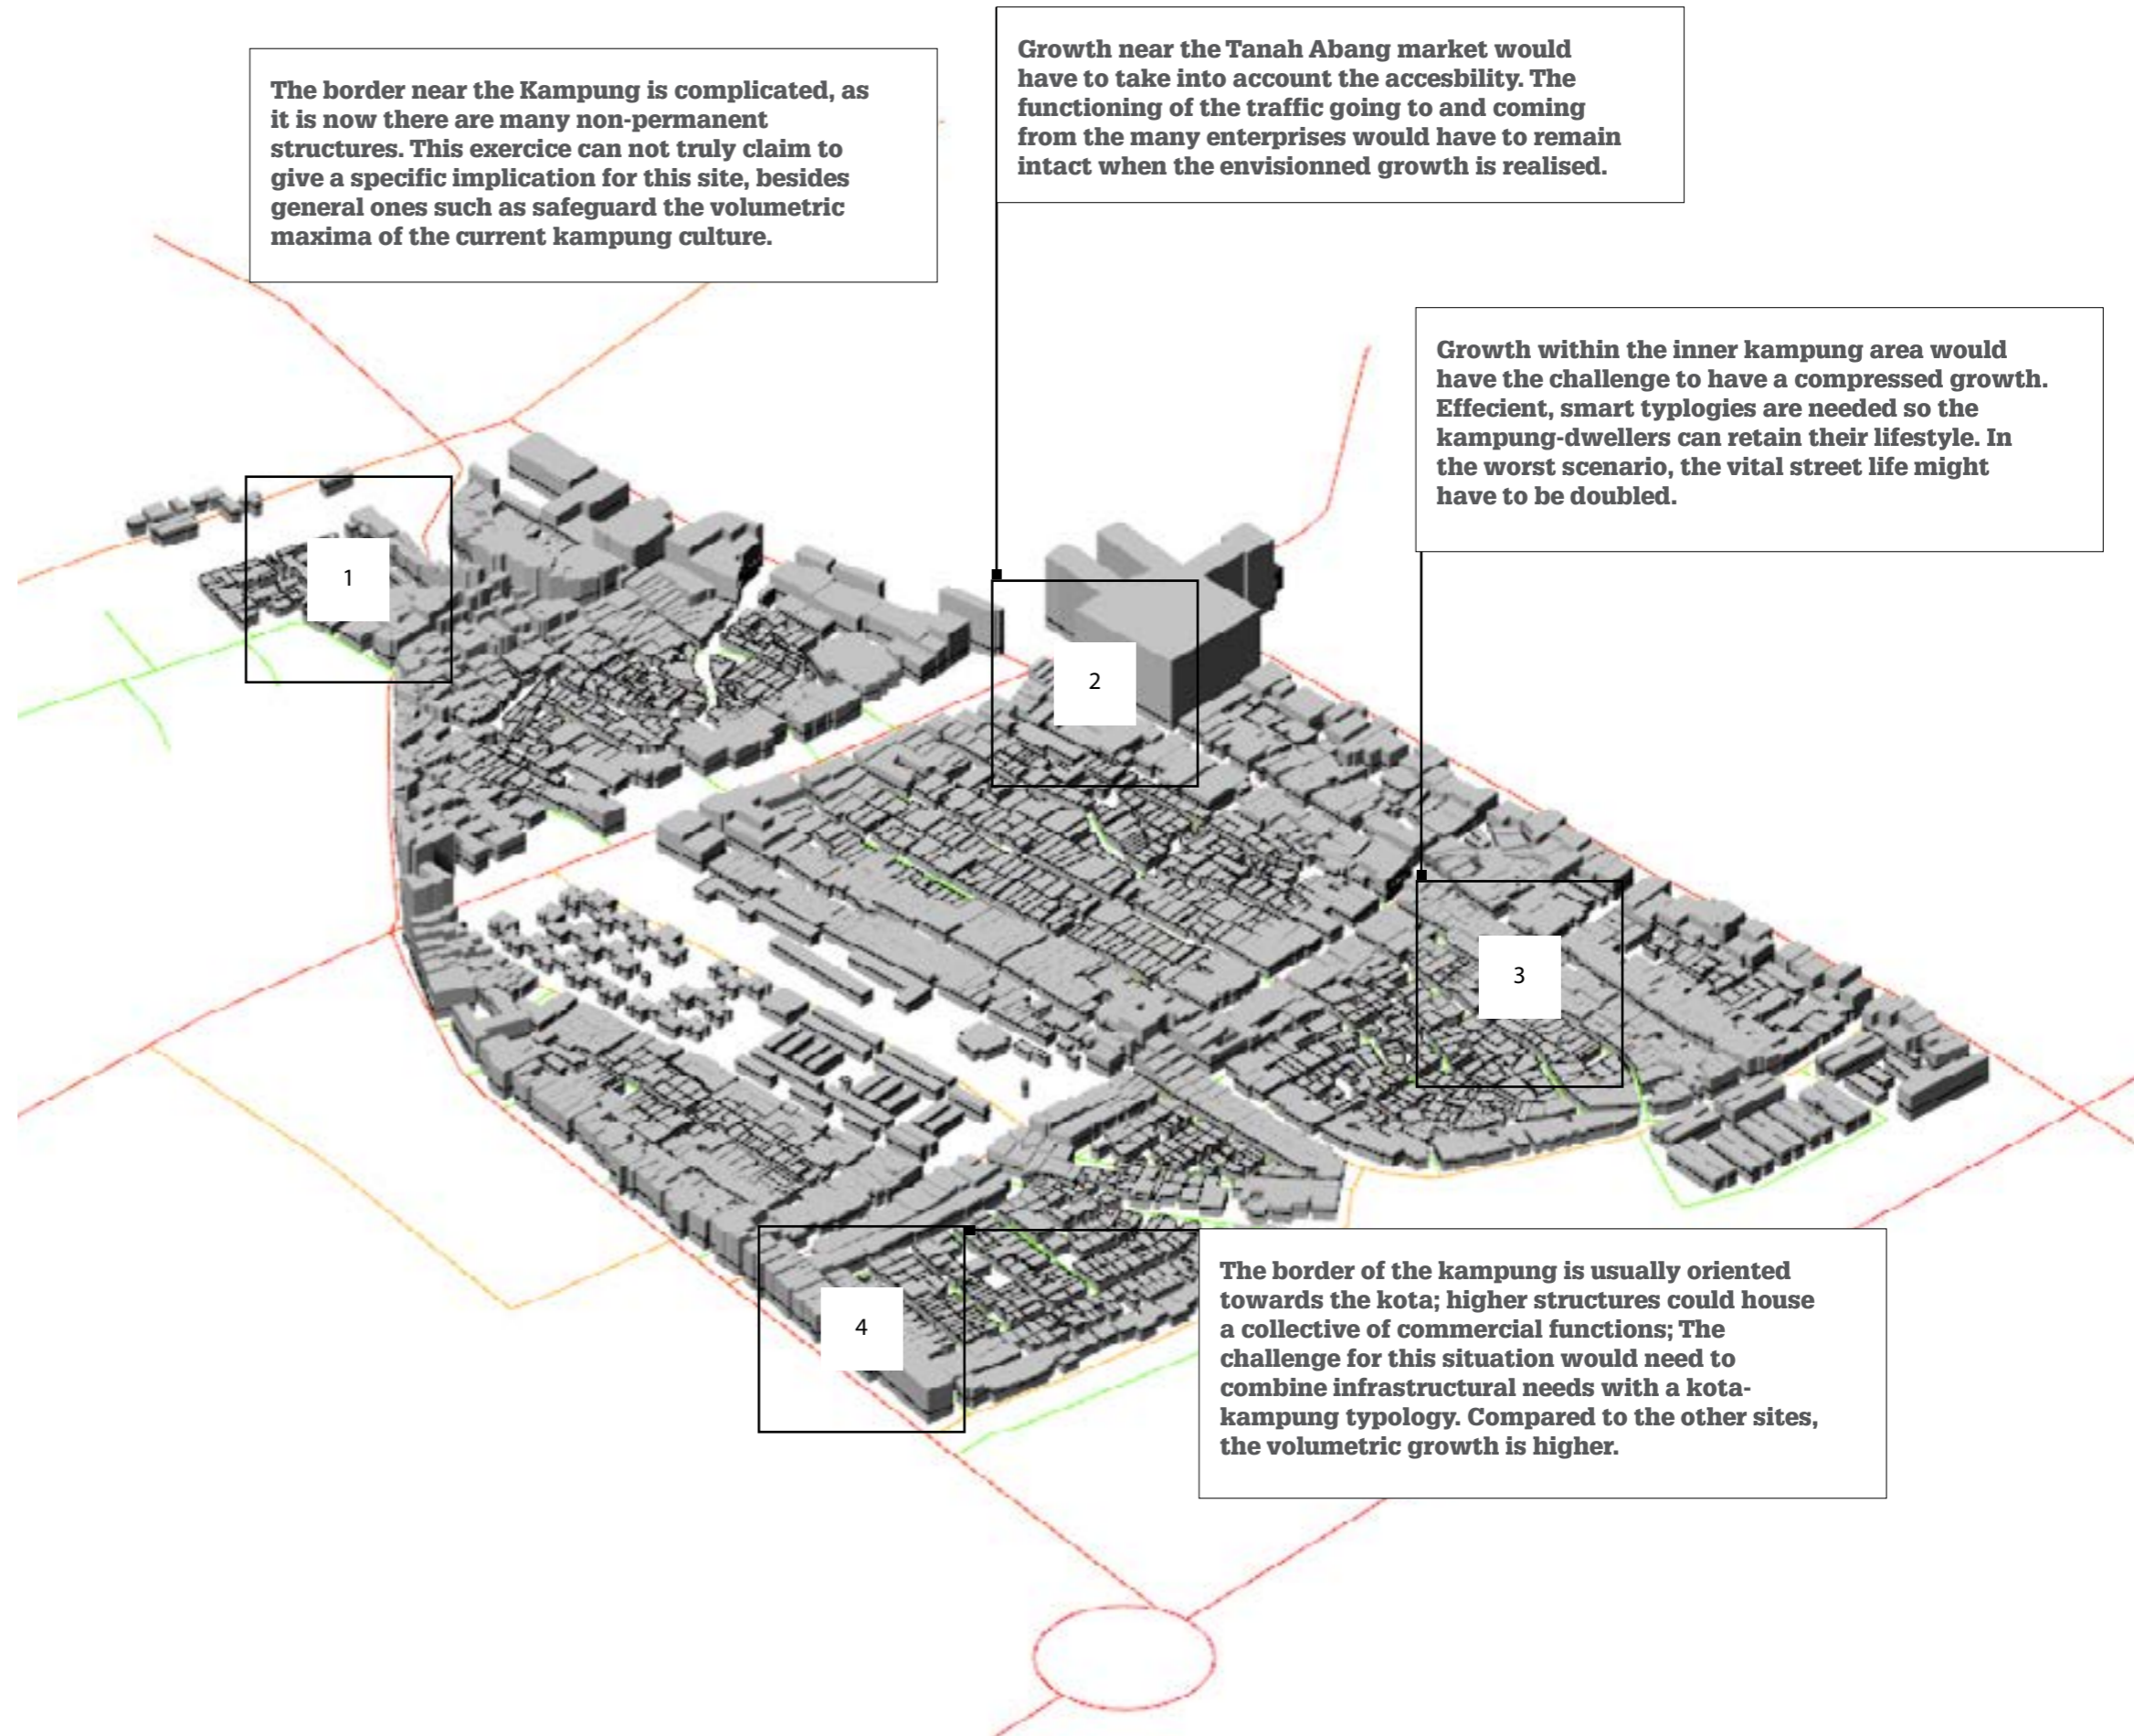 The border near the Kampung is complicated, as
it is now there are many non-permanent
structures. This exercice can not truly claim to
give a specific implication for this site, besides
general ones such as safeguard the volumetric
maxima of the current kampung culture.
Growth near the Tanah Abang market would
have to take into account the accesbility. The
functioning of the traffic going to and coming
from the many enterprises would have to remain
intact when the envisionned growth is realised.
Growth within the inner kampung area would
have the challenge to have a compressed growth.
Effecient, smart typlogies are needed so the
kampung-dwellers can retain their lifestyle. In
the worst scenario, the vital street life might
have to be doubled.
1
2
3
The border of the kampung is usually oriented
towards the kota; higher structures could house
a collective of commercial functions; The
challenge for this situation would need to
combine infrastructural needs with a kota-
kampung typology. Compared to the other sites,
the volumetric growth is higher.
4